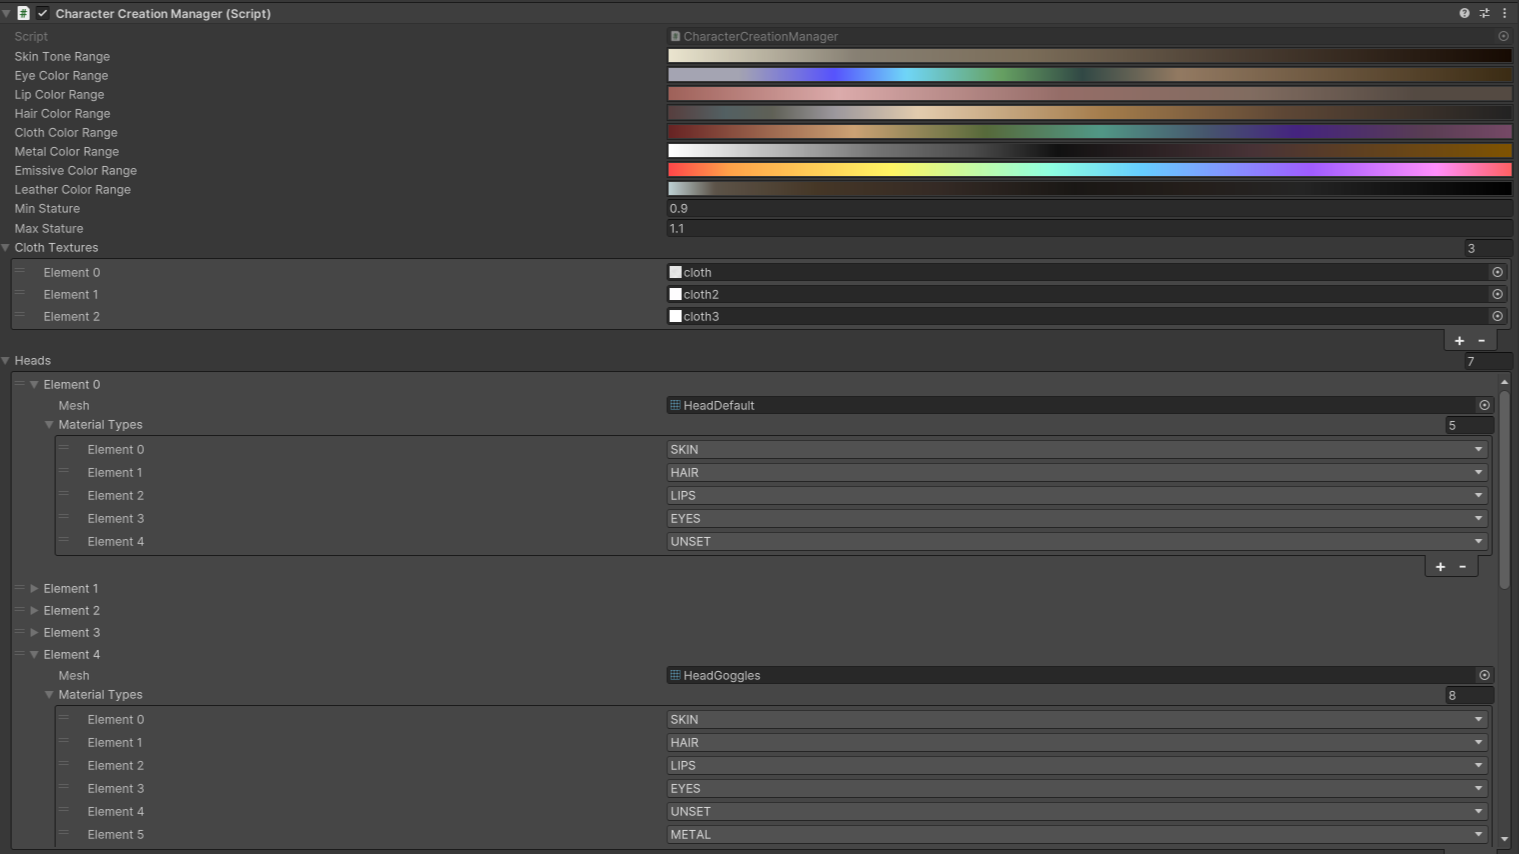 Character Creation Manager (Script)
Script CharacterCreationManager
Skin Tone Range
Eye Color Range
Lip Color Range
Hair Color Range
Cloth Color Range
Metal Color Range
Emissive Color Range
Leather Color Range
Min Stature 0.9
Max Stature 1.1
Cloth Textures 3
Element 0 cloth
Element 1 cloth2
Element 2 cloth3
+ -
Heads 7
Element 0
Mesh HeadDefault
Material Types 5
Element 0 SKIN
Element 1 HAIR
Element 2 LIPS
Element 3 EYES
Element 4 UNSET
+ -
Element 1
Element 2
Element 3
Element 4
Mesh HeadGoggles
Material Types 8
Element 0 SKIN
Element 1 HAIR
Element 2 LIPS
Element 3 EYES
Element 4 UNSET
Element 5 METAL